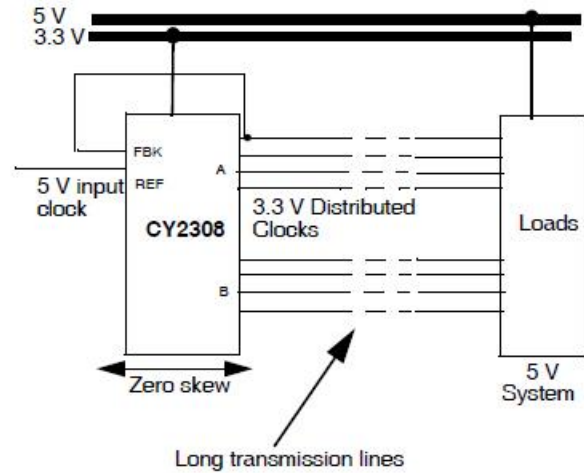 5 V
3.3 V
FBK
A
5 V input
clock
REF
CY2308
3.3 V Distributed
Clocks
Loads
B
Zero skew
5 V
System
Long transmission lines